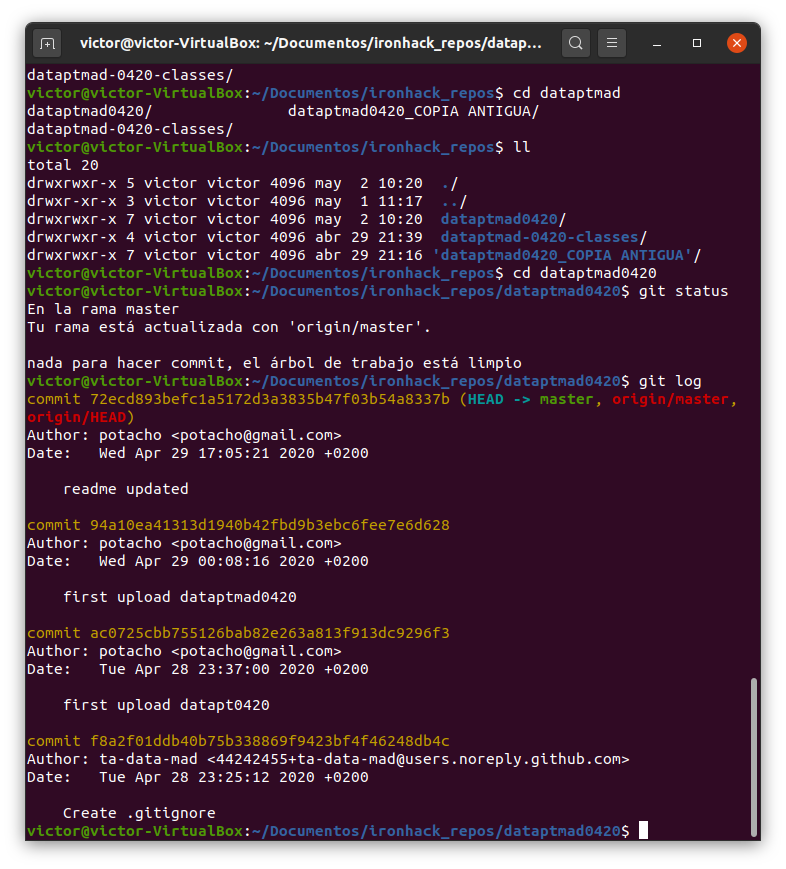 victor@victor-VirtualBox: ~/Documentos/ironhack_repos/datap...
dataptmad-0420-classes/
victor@victor-VirtualBox:~/Documentos/ironhack_repos$ cd dataptmad
dataptmad0420/               dataptmad0420_COPIA ANTIGUA/
dataptmad-0420-classes/
victor@victor-VirtualBox:~/Documentos/ironhack_repos$ ll
total 20
drwxrwxr-x 5 victor victor 4096 may  2 10:20  ./
drwxr-xr-x 3 victor victor 4096 may  1 11:17  ../
drwxrwxr-x 7 victor victor 4096 may  2 10:20  dataptmad0420/
drwxrwxr-x 4 victor victor 4096 abr 29 21:39  dataptmad-0420-classes/
drwxrwxr-x 7 victor victor 4096 abr 29 21:16 'dataptmad0420_COPIA ANTIGUA'/
victor@victor-VirtualBox:~/Documentos/ironhack_repos$ cd dataptmad0420
victor@victor-VirtualBox:~/Documentos/ironhack_repos/dataptmad0420$ git status
En la rama master
Tu rama está actualizada con 'origin/master'.
nada para hacer commit, el árbol de trabajo está limpio
victor@victor-VirtualBox:~/Documentos/ironhack_repos/dataptmad0420$ git log
commit 72ecd893befc1a5172d3a3835b47f03b54a8337b (HEAD -> master, origin/master,
origin/HEAD)
Author: potacho <potacho@gmail.com>
Date:   Wed Apr 29 17:05:21 2020 +0200
    readme updated
commit 94a10ea41313d1940b42fbd9b3ebc6fee7e6d628
Author: potacho <potacho@gmail.com>
Date:   Wed Apr 29 00:08:16 2020 +0200
    first upload dataptmad0420
commit ac0725cbb755126bab82e263a813f913dc9296f3
Author: potacho <potacho@gmail.com>
Date:   Tue Apr 28 23:37:00 2020 +0200
    first upload datapt0420
commit f8a2f01ddb40b75b338869f9423bf4f46248db4c
Author: ta-data-mad <44242455+ta-data-mad@users.noreply.github.com>
Date:   Tue Apr 28 23:25:12 2020 +0200
    Create .gitignore
victor@victor-VirtualBox:~/Documentos/ironhack_repos/dataptmad0420$